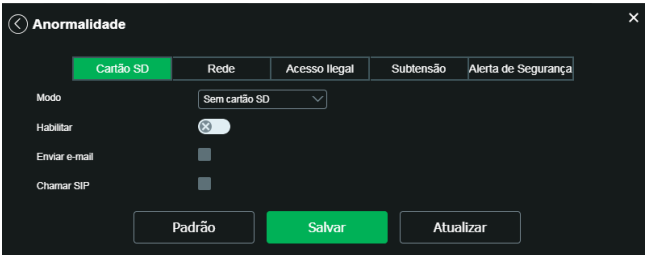 Anormalidade
Cartão SD Rede Acesso Ilegal Subtensão Alerta de Segurança
Modo Sem cartão SD
Habilitar
Enviar e-mail
Chamar SIP
Padrão Salvar Atualizar